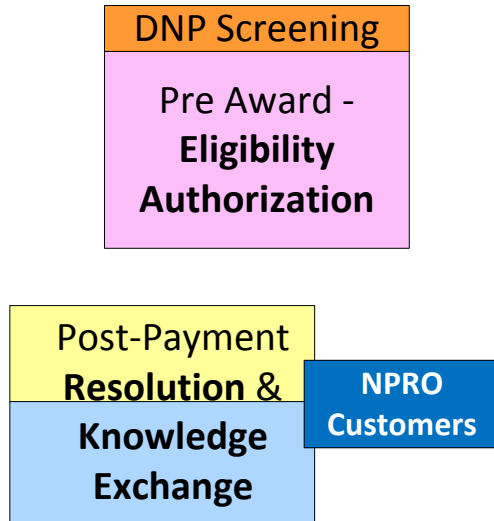 DNP Screening
Pre Award -
Eligibility
Authorization
Post-Payment
Resolution &
Knowledge
Exchange
NPRO
Customers